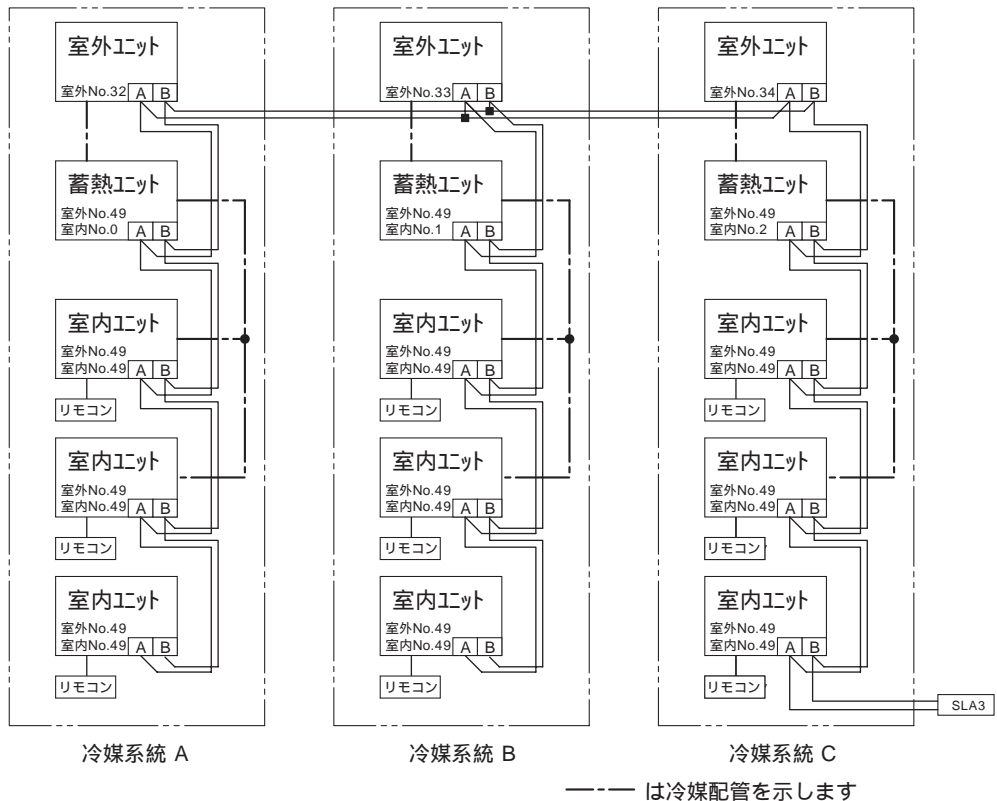 室外ユニット
室外No.32 A B
蓄熱ユニット
室外No.49
室内No.0 A B
室内ユニット
室外No.49
室内No.49 A B
リモコン
室内ユニット
室外No.49
室内No.49 A B
リモコン
室内ユニット
室外No.49
室内No.49 A B
リモコン
冷媒系統 A
室外ユニット
室外No.33 A B
蓄熱ユニット
室外No.49
室内No.1 A B
室内ユニット
室外No.49
室内No.49 A B
リモコン
室内ユニット
室外No.49
室内No.49 A B
リモコン
室内ユニット
室外No.49
室内No.49 A B
リモコン
冷媒系統 B
室外ユニット
室外No.34 A B
蓄熱ユニット
室外No.49
室内No.2 A B
室内ユニット
室外No.49
室内No.49 A B
リモコン
室内ユニット
室外No.49
室内No.49 A B
リモコン
室内ユニット
室外No.49
室内No.49 A B
リモコン
SLA3
冷媒系統 C
は冷媒配管を示します